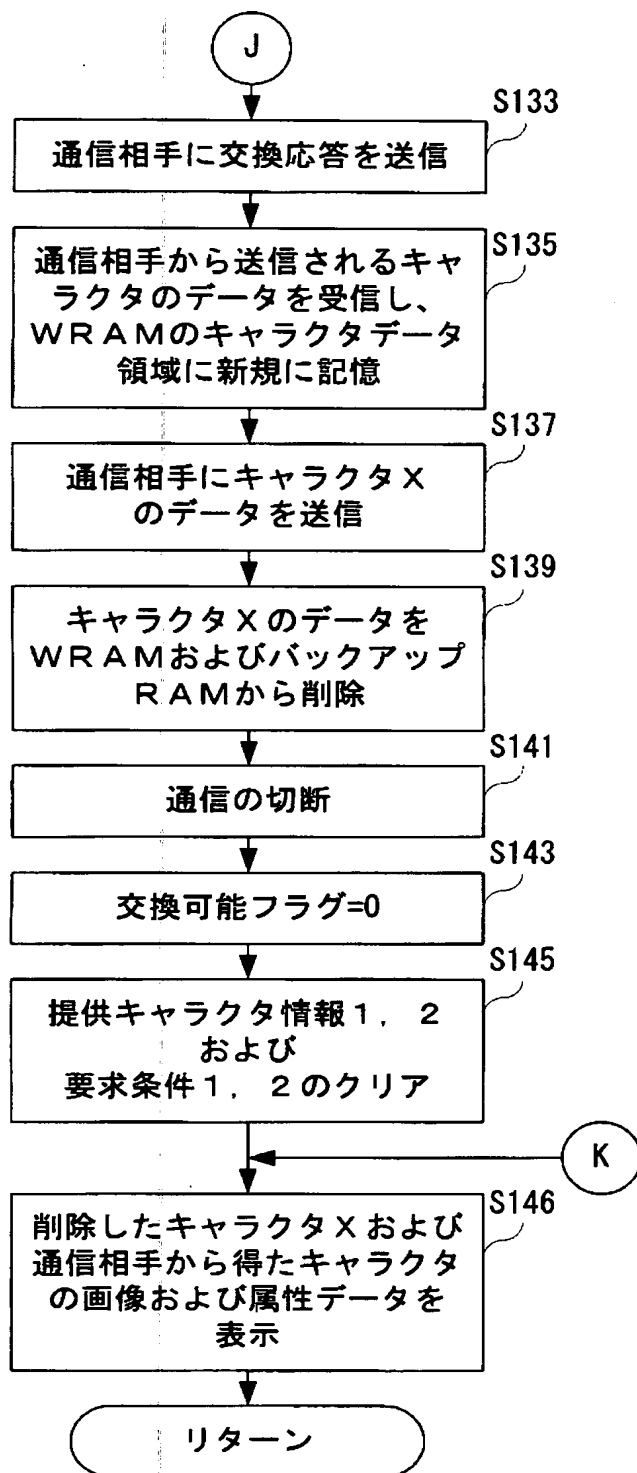 J
S133
通信相手に交換応答を送信
S135
通信相手から送信されるキャ
ラクタのデータを受信し、
WRAMのキャラクタデータ
領域に新規に記憶
S137
通信相手にキャラクタX
のデータを送信
S139
キャラクタXのデータを
WRAMおよびバックアップ
RAMから削除
S141
通信の切断
S143
交換可能フラグ=0
S145
提供キャラクタ情報1,2
および
要求条件1,2のクリア
K
S146
削除したキャラクタXおよび
通信相手から得たキャラクタ
の画像および属性データを
表示
リターン